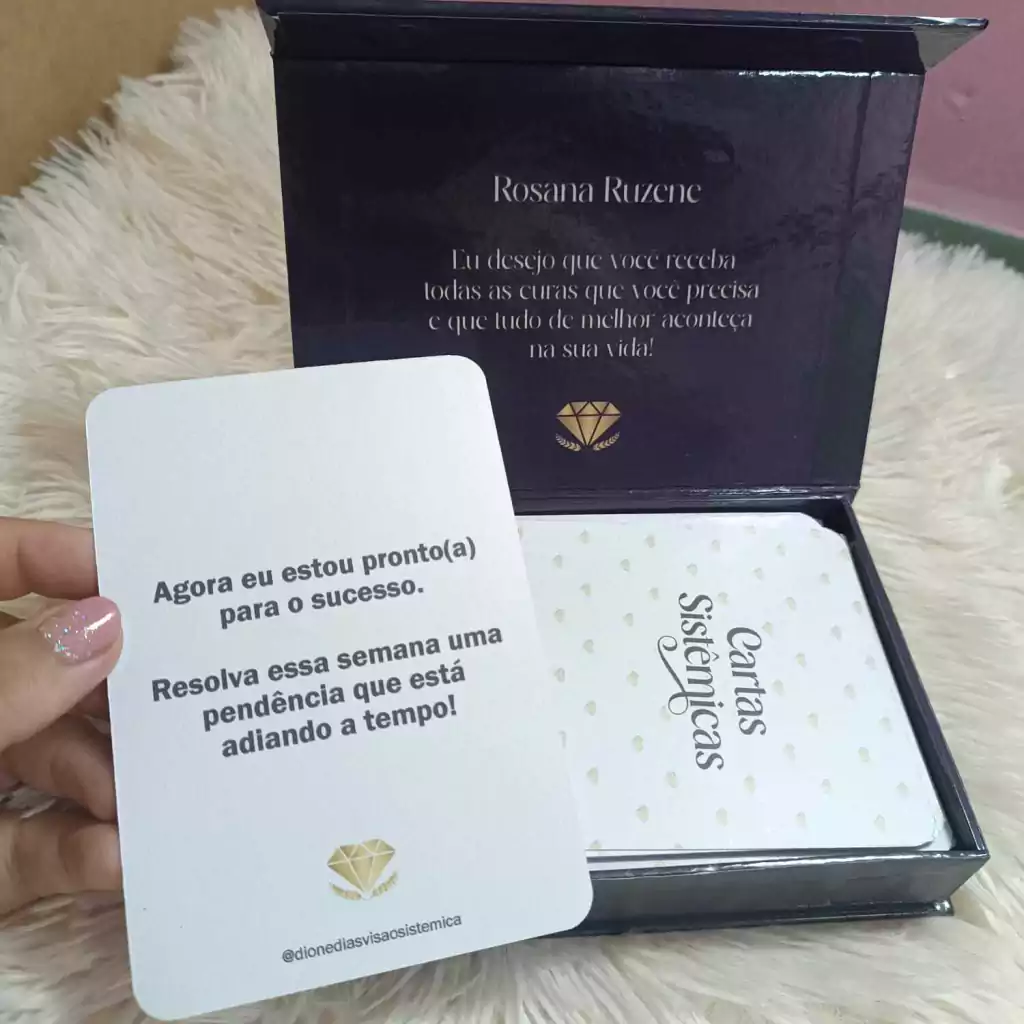 Rosana Ruzene
Eu desejo que você receba
todas as curas que você precisa
e que tudo de melhor aconteça
na sua vida!
Agora eu estou pronto(a)
para o sucesso.
Resolva essa semana uma
pendência que está
adiando a tempo!
@dionediasvisaosistemica
Cartas
Sistêmicas